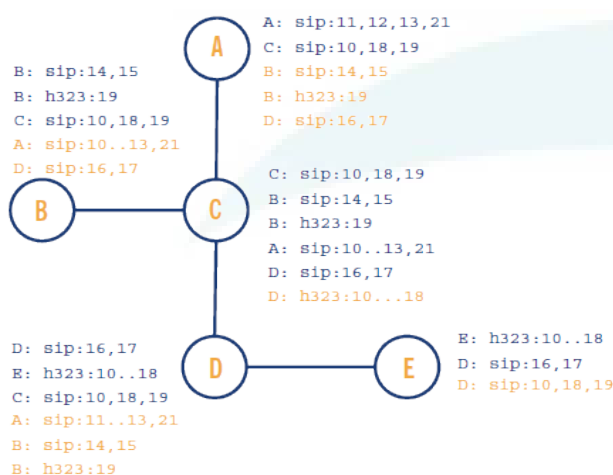 A: sip:11,12,13,21
C: sip:10,18,19
B: sip:14,15
B: h323:19
D: sip:16,17
A
B: sip:14,15
B: h323:19
C: sip:10,18,19
A: sip:10..13,21
D: sip:16,17
B
C
C: sip:10,18,19
B: sip:14,15
B: h323:19
A: sip:10..13,21
D: sip:16,17
D: h323:10...18
D: sip:16,17
E: h323:10..18
C: sip:10,18,19
A: sip:11..13,21
B: sip:14,15
B: h323:19
D
E
E: h323:10..18
D: sip:16,17
D: sip:10,18,19